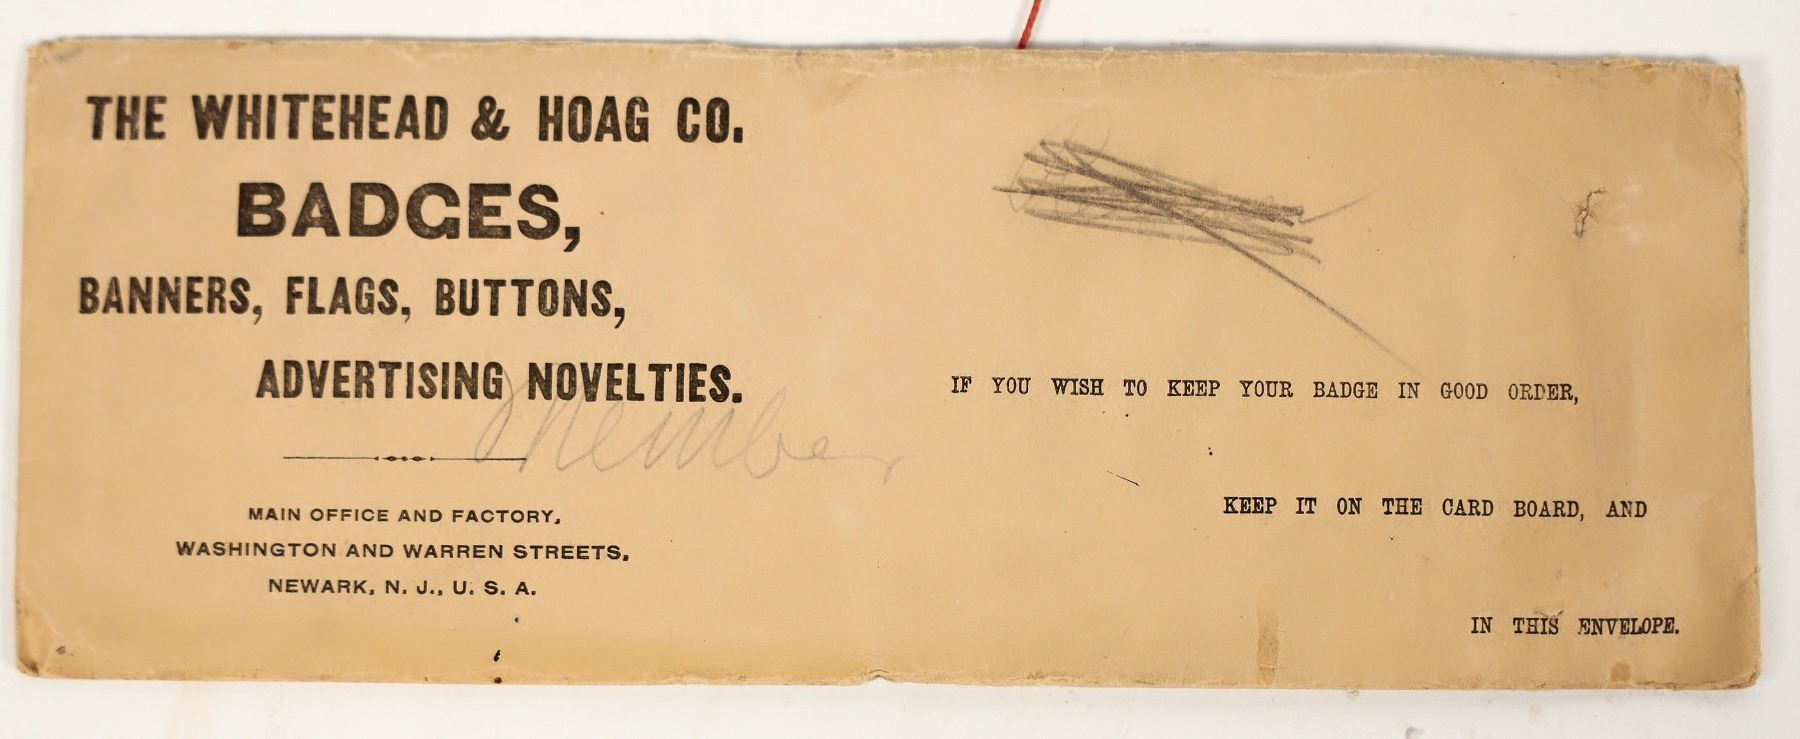 THE WHITEHEAD & HOAG CO.
BADGES,
BANNERS, FLAGS, BUTTONS,
ADVERTISING NOVELTIES.
Member
MAIN OFFICE AND FACTORY,
WASHINGTON AND WARREN STREETS,
NEWARK, N. J., U. S. A.
IF YOU WISH TO KEEP YOUR BADGE IN GOOD ORDER,
KEEP IT ON THE CARD BOARD, AND
IN THIS ENVELOPE.